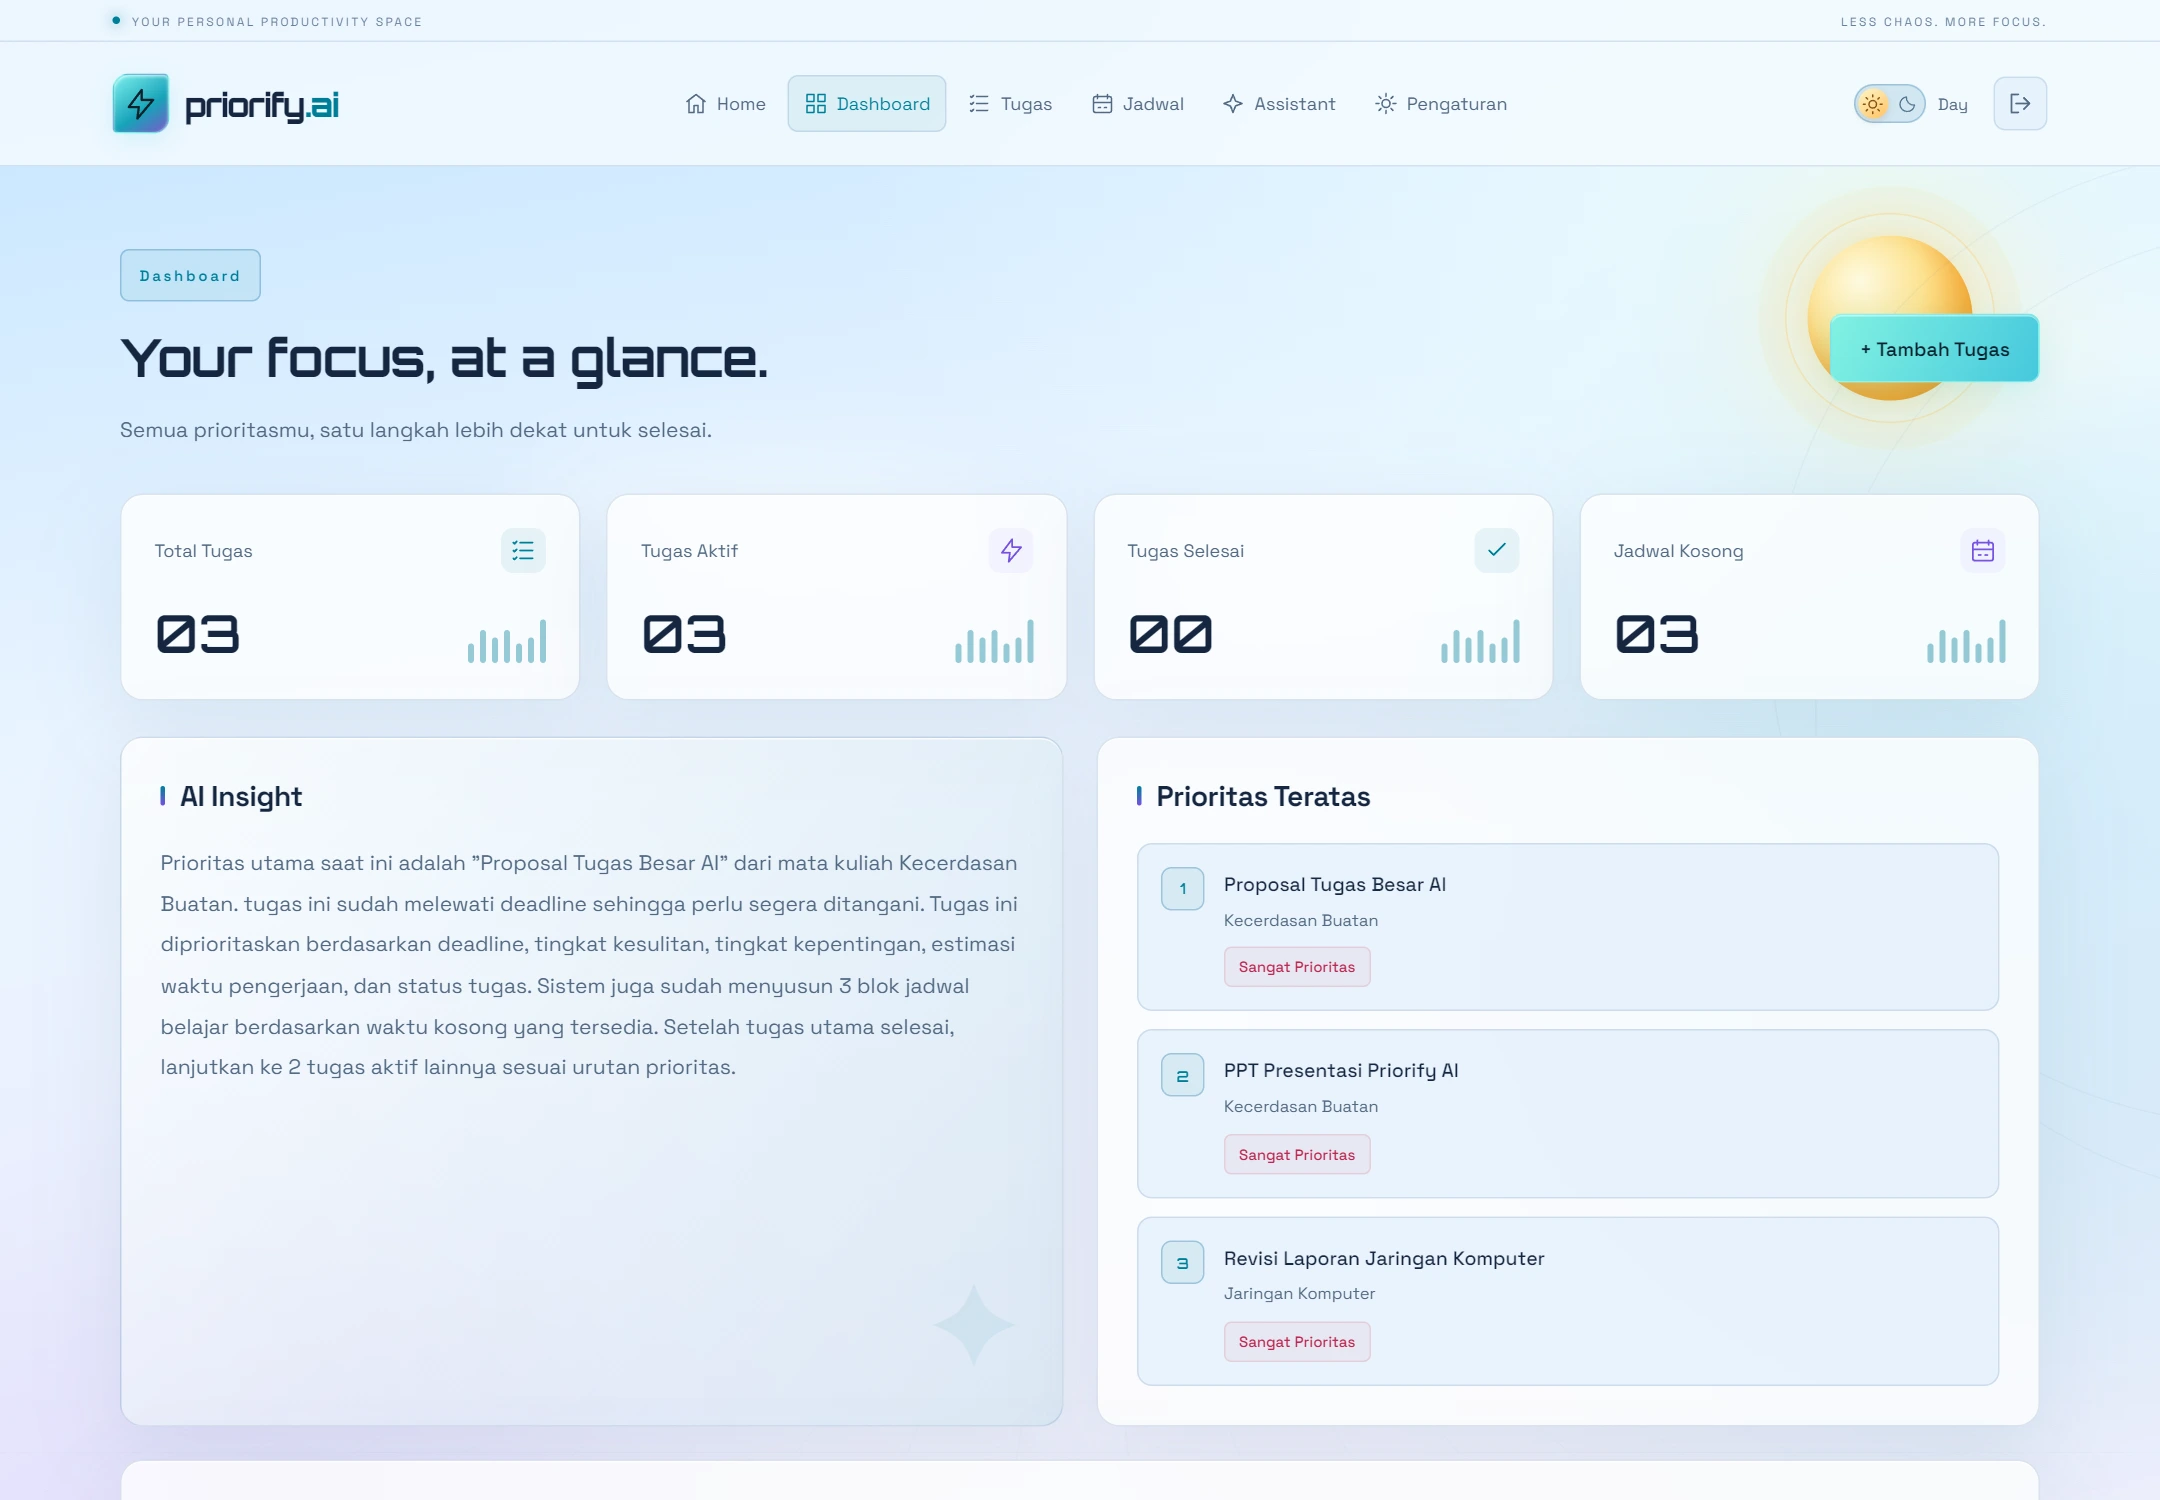 YOUR PERSONAL PRODUCTIVITY SPACE
LESS CHAOS. MORE FOCUS.
priorify.ai
Home
Dashboard
Tugas
Jadwal
Assistant
Pengaturan
Day
Dashboard
Your focus, at a glance.
Semua prioritasmu, satu langkah lebih dekat untuk selesai.
+ Tambah Tugas
Total Tugas
03
Tugas Aktif
03
Tugas Selesai
00
Jadwal Kosong
03
AI Insight
Prioritas utama saat ini adalah "Proposal Tugas Besar AI" dari mata kuliah Kecerdasan
Buatan. tugas ini sudah melewati deadline sehingga perlu segera ditangani. Tugas ini
diprioritaskan berdasarkan deadline, tingkat kesulitan, tingkat kepentingan, estimasi
waktu pengerjaan, dan status tugas. Sistem juga sudah menyusun 3 blok jadwal
belajar berdasarkan waktu kosong yang tersedia. Setelah tugas utama selesai,
lanjutkan ke 2 tugas aktif lainnya sesuai urutan prioritas.
Prioritas Teratas
1
Proposal Tugas Besar AI
Kecerdasan Buatan
Sangat Prioritas
2
PPT Presentasi Priorify AI
Kecerdasan Buatan
Sangat Prioritas
3
Revisi Laporan Jaringan Komputer
Jaringan Komputer
Sangat Prioritas